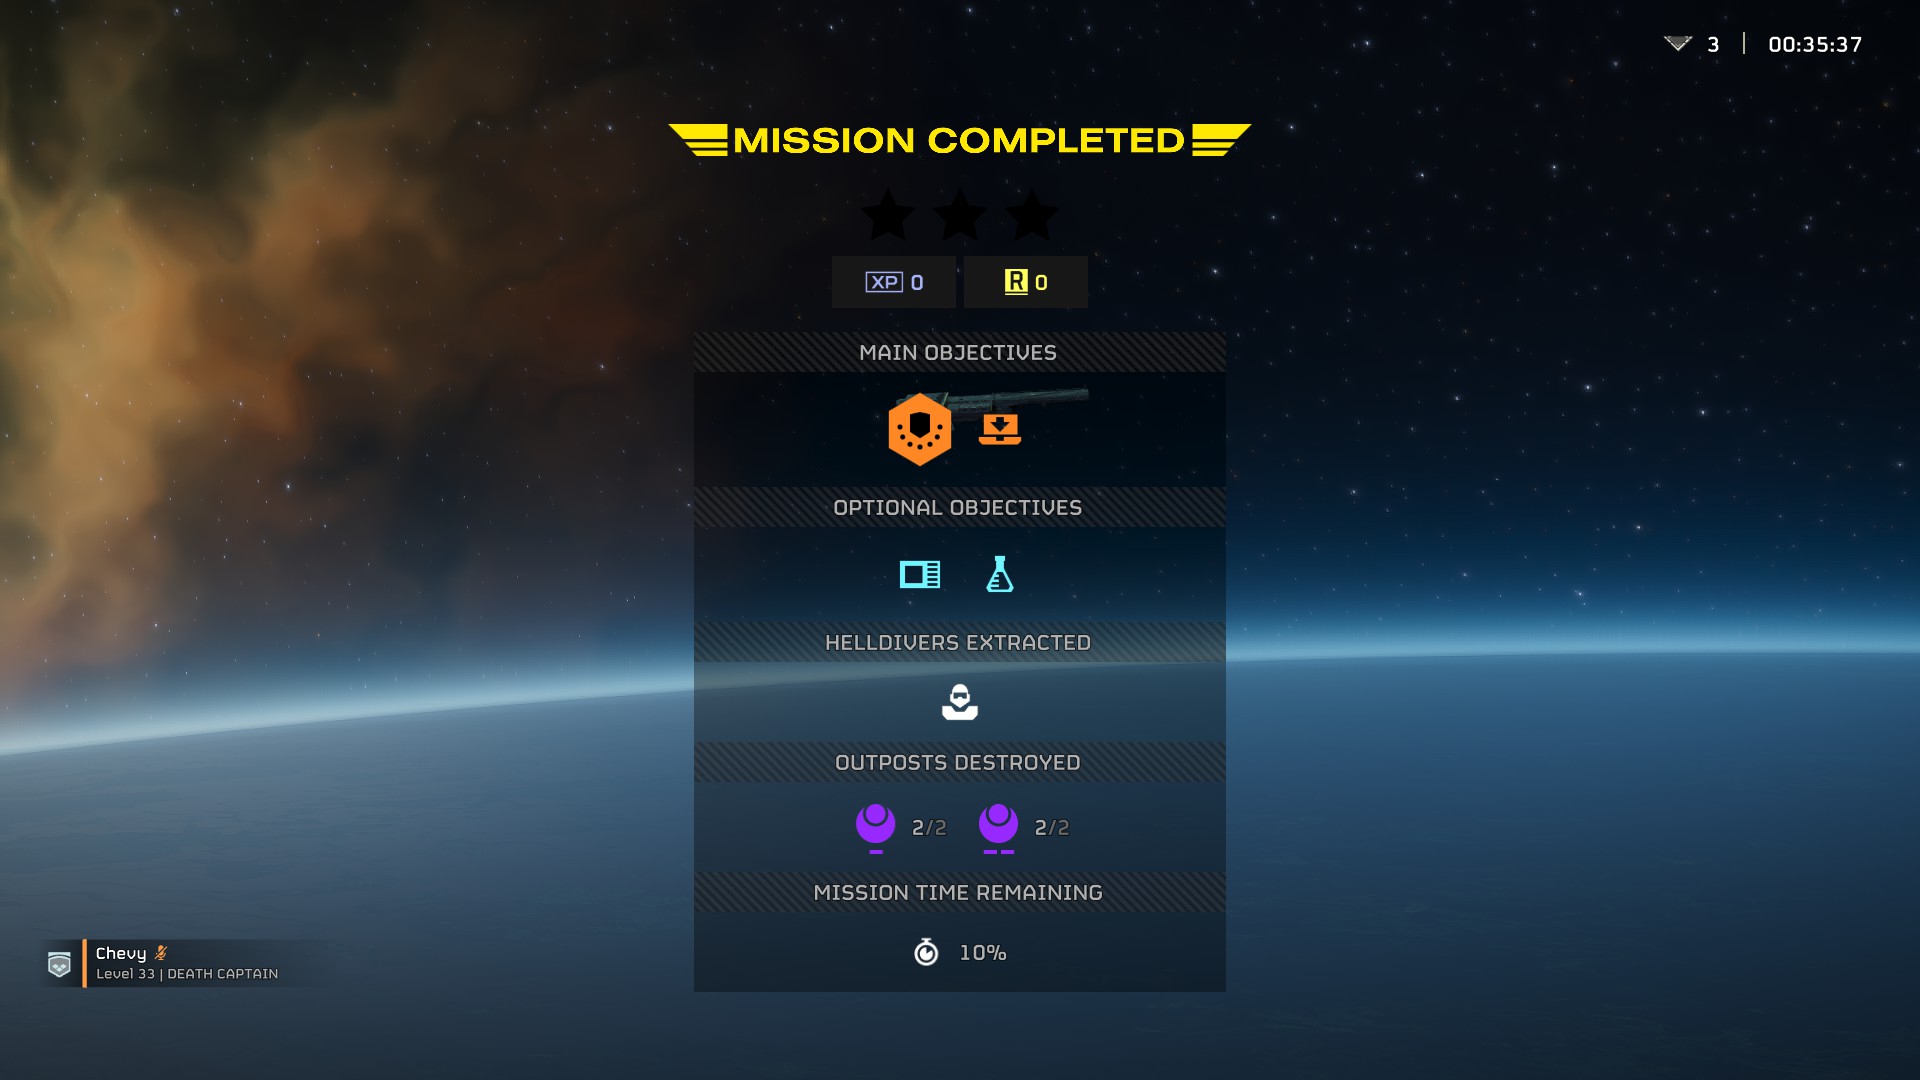 3 | 00:35:37
MISSION COMPLETED
XP 0
R 0
MAIN OBJECTIVES
OPTIONAL OBJECTIVES
HELLDIVERS EXTRACTED
OUTPOSTS DESTROYED
2/2
2/2
MISSION TIME REMAINING
10%
Chevy
Level 33 | DEATH CAPTAIN